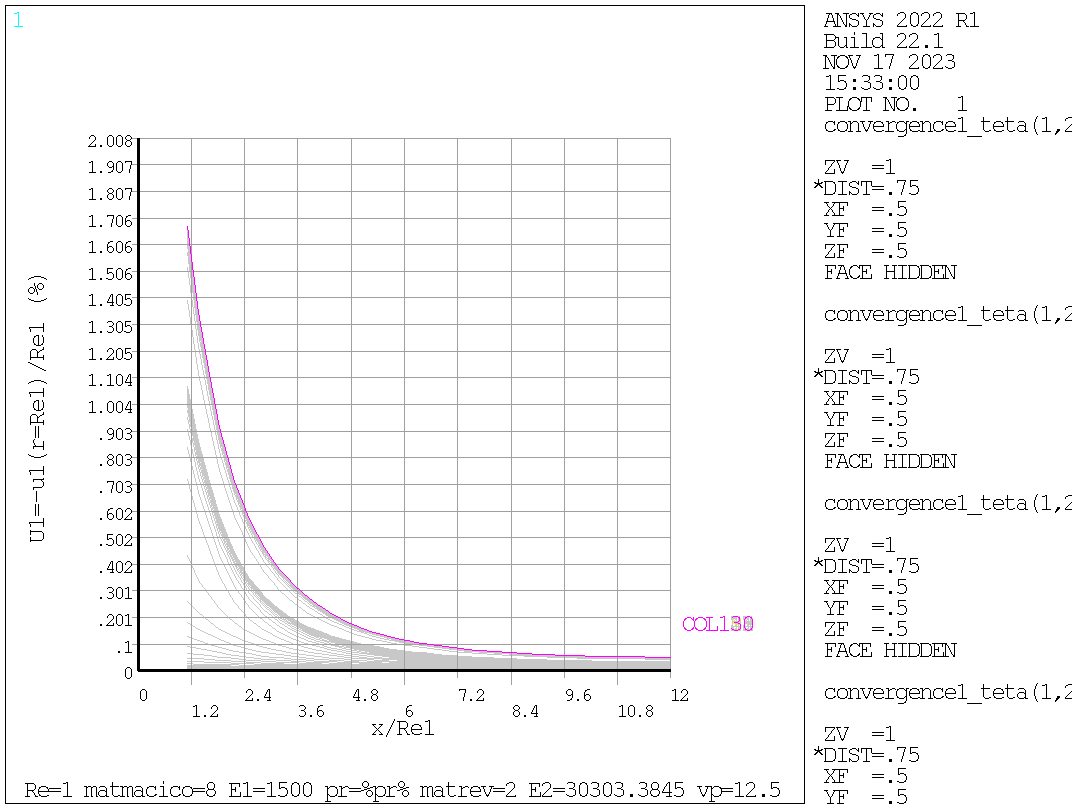 1
ANSYS 2022 R1
Build 22.1
NOV 17 2023
15:33:00
PLOT NO. 1
convergence1_teta(1,2
ZV =1
*DIST=.75
XF =.5
YF =.5
ZF =.5
FACE HIDDEN
convergence1_teta(1,2
ZV =1
*DIST=.75
XF =.5
YF =.5
ZF =.5
FACE HIDDEN
convergence1_teta(1,2
ZV =1
*DIST=.75
XF =.5
YF =.5
ZF =.5
FACE HIDDEN
convergence1_teta(1,2
ZV =1
*DIST=.75
XF =.5
YF =.5
U1=-u1(r=Re1)/Re1 (%)
2.008
1.907
1.807
1.706
1.606
1.506
1.405
1.305
1.205
1.104
1.004
.903
.803
.703
.602
.502
.402
.301
.201
.1
0
0
1.2
2.4
3.6
4.8
6
7.2
8.4
9.6
10.8
12
x/Re1
Re=1 matmacico=8 E1=1500 pr=%pr% matrev=2 E2=30303.3845 vp=12.5